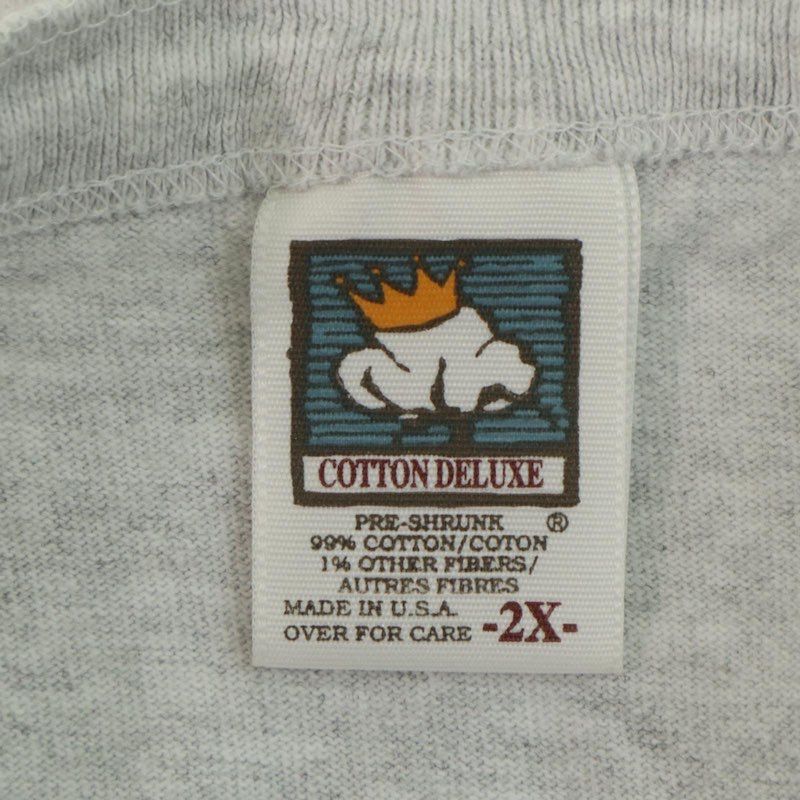 COTTON DELUXE
PRE-SHRUNK ®
99% COTTON/COTON
1% OTHER FIBERS/
AUTRES FIBRES
MADE IN U.S.A.
OVER FOR CARE -2X-